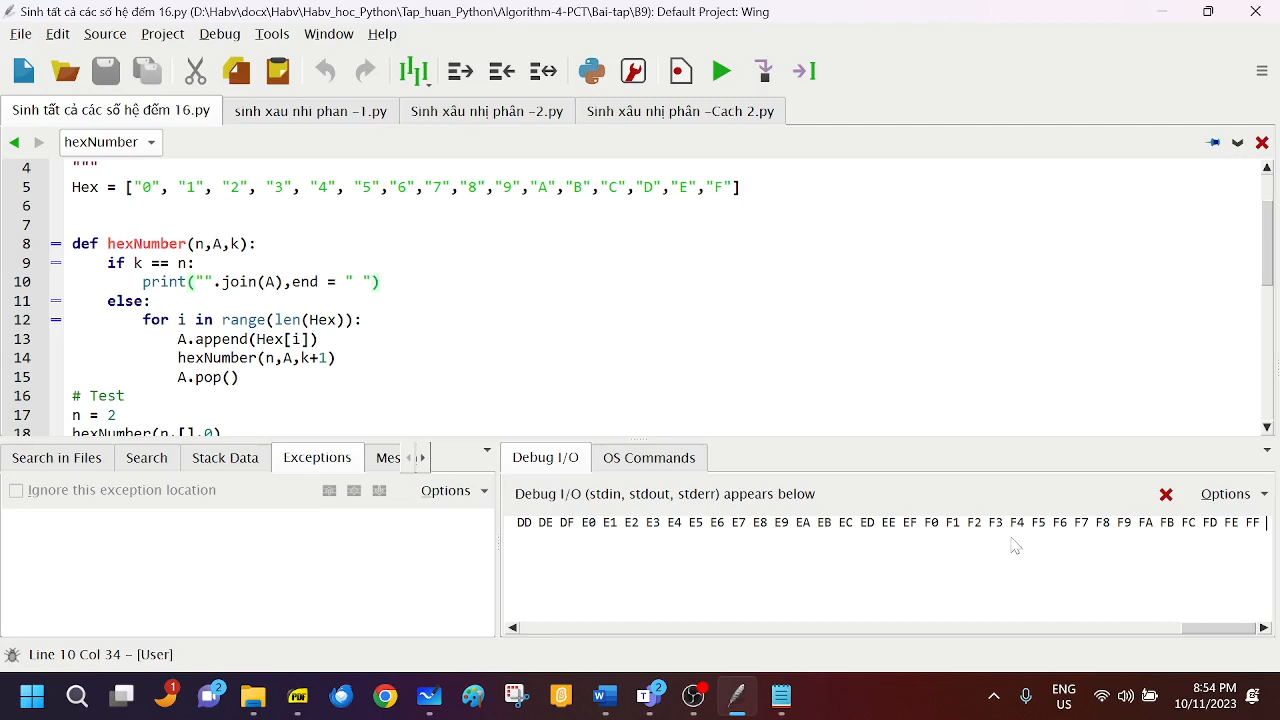 Sinh tất cả các số hệ đếm 16.py (D:\Habv\docx\Habv\Habv_hoc_Python\Tap_huan_Python\Algorithm-4-PCT\Bai-tap\B9): Default Project: Wing
File Edit Source Project Debug Tools Window Help
Sinh tất cả các số hệ đếm 16.py sinh xau nhi phan -1.py Sinh xâu nhị phân -2.py Sinh xâu nhị phân -Cach 2.py
hexNumber
4 """
5 Hex = ["0", "1", "2", "3", "4", "5","6","7","8","9","A","B","C","D","E","F"]
6
7
8 def hexNumber(n,A,k):
9 if k == n:
10 print("".join(A),end = " ")
11 else:
12 for i in range(len(Hex)):
13 A.append(Hex[i])
14 hexNumber(n,A,k+1)
15 A.pop()
16 # Test
17 n = 2
18 hexNumber(n,[],0)
Search in Files Search Stack Data Exceptions Mes Debug I/O OS Commands
Ignore this exception location Options
Debug I/O (stdin, stdout, stderr) appears below Options
DD DE DF E0 E1 E2 E3 E4 E5 E6 E7 E8 E9 EA EB EC ED EE EF F0 F1 F2 F3 F4 F5 F6 F7 F8 F9 FA FB FC FD FE FF
Line 10 Col 34 – [User]
1 2 PDF 2
ENG
US
8:54 PM
10/11/2023